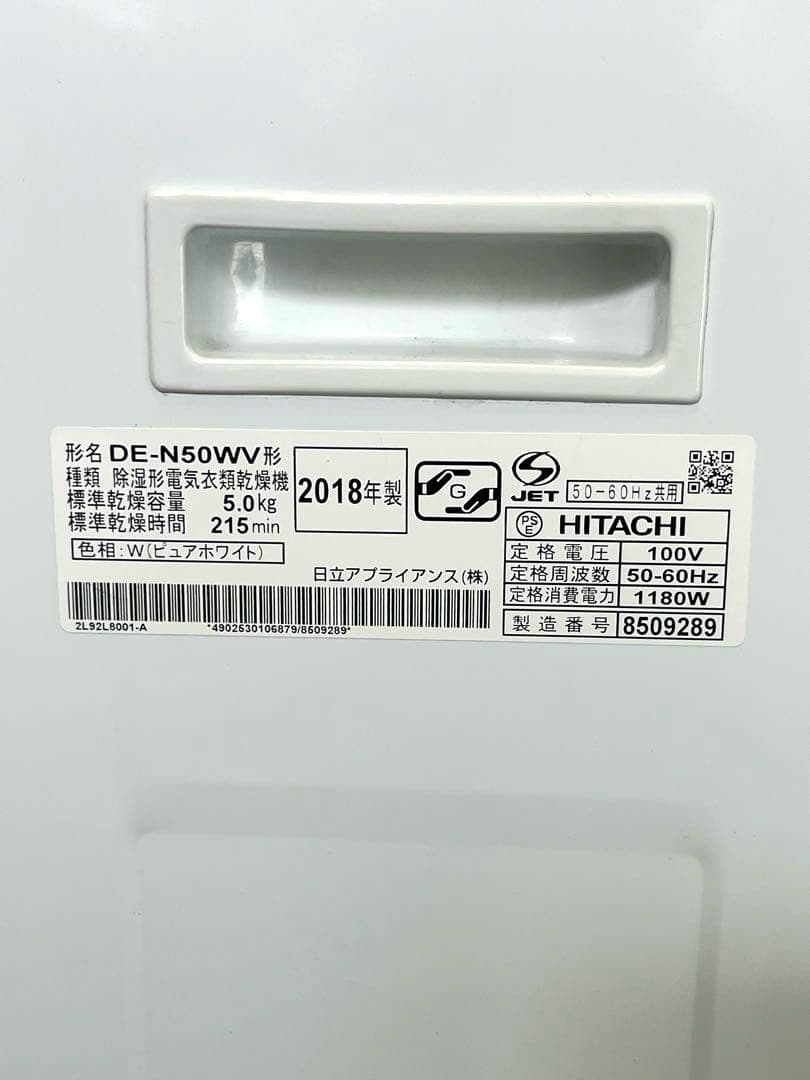 形名 DE-N50WV形
種類 除湿形電気衣類乾燥機
標準乾燥容量 5.0kg
標準乾燥時間 215min
色相:W(ピュアホワイト)
2018年製
G
S
JET
50-60Hz共用
日立アプライアンス(株)
2L92L8001-A
*4902530106879/8509289*
PS
E
HITACHI
定格電圧 100V
定格周波数 50-60Hz
定格消費電力 1180W
製造番号 8509289